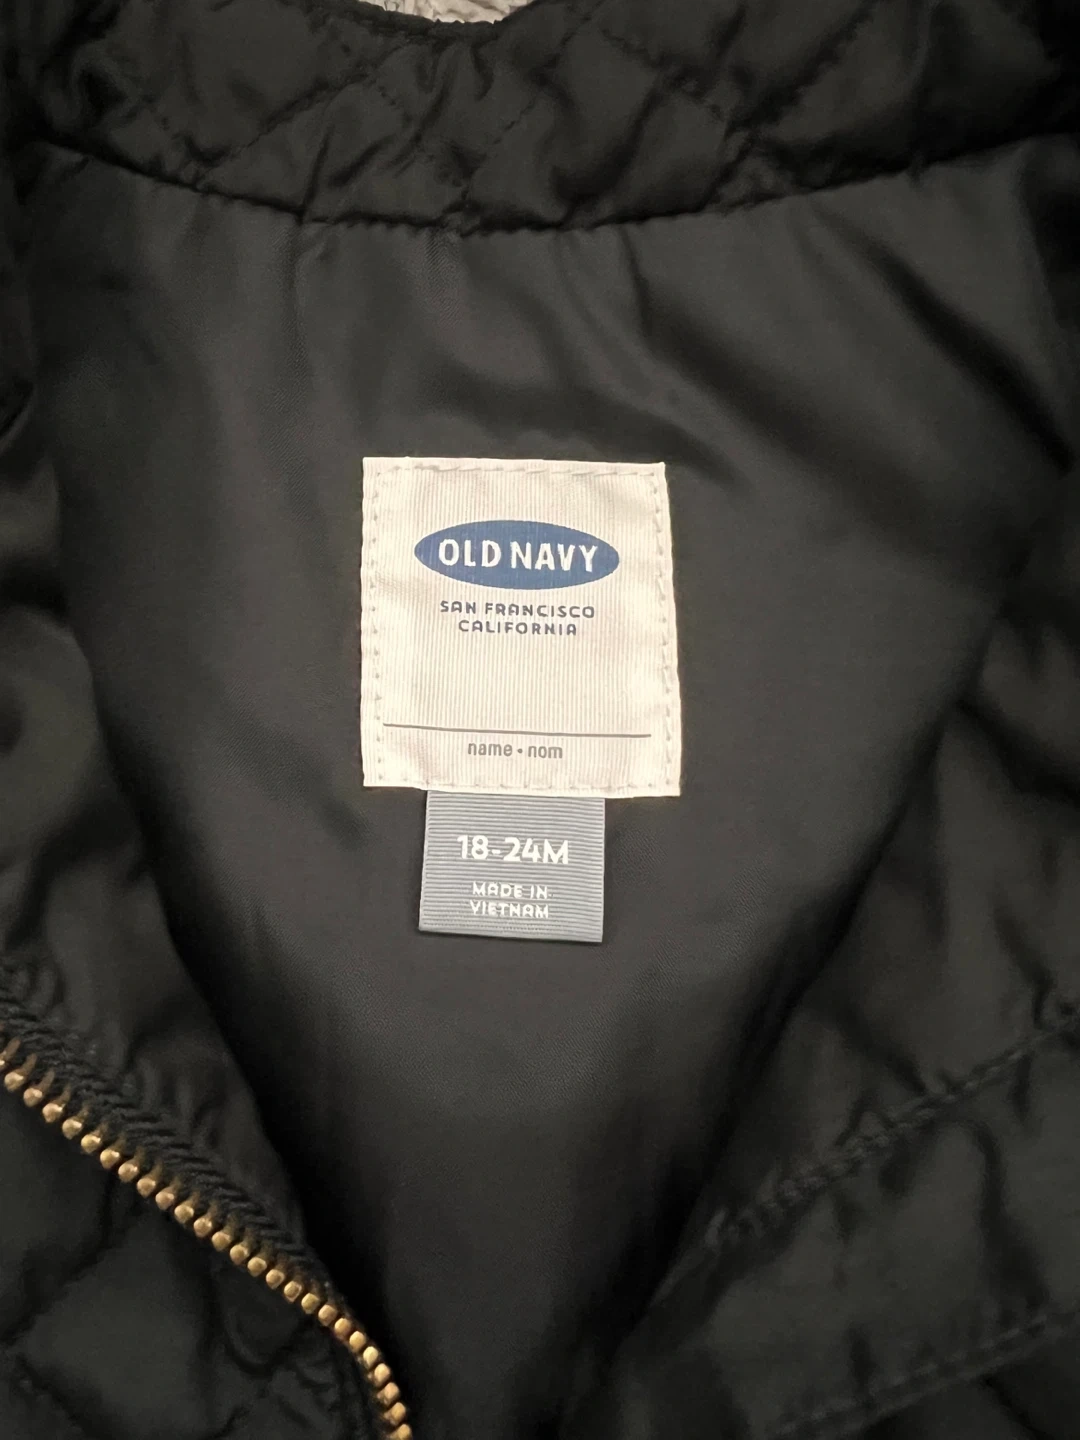 OLD NAVY
SAN FRANCISCO
CALIFORNIA
name • nom
18-24M
MADE IN
VIETNAM